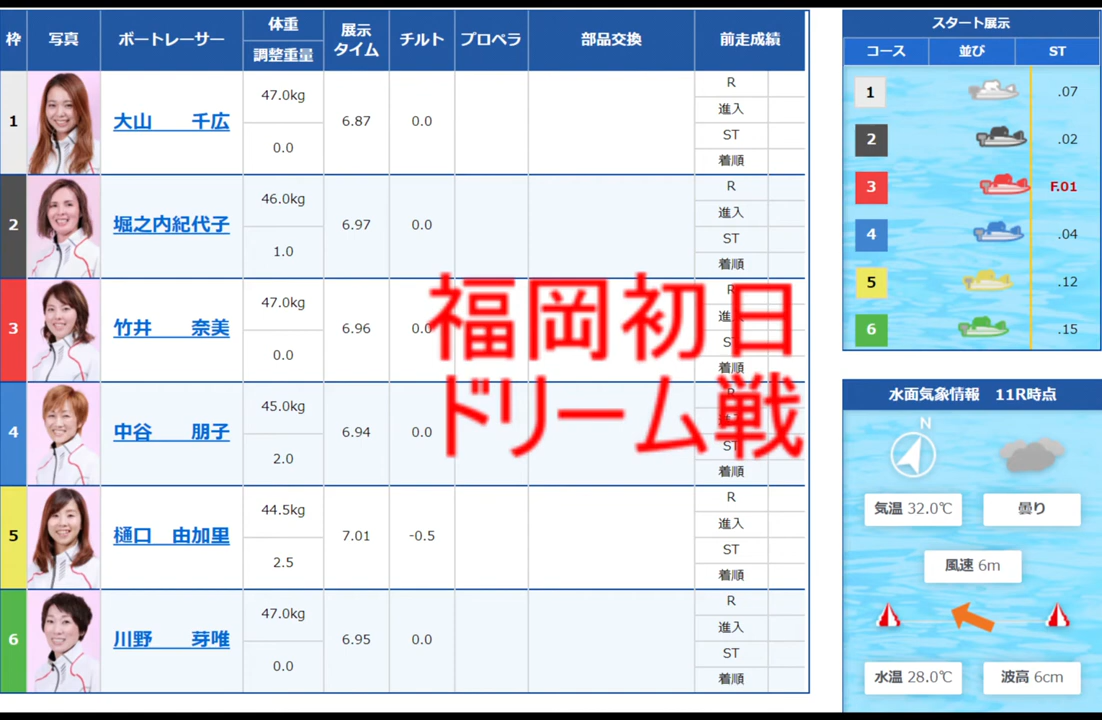 枠 写真 ボートレーサー 体重 調整重量 展示タイム チルト プロペラ 部品交換 前走成績
1 大山 千広 47.0kg 0.0 6.87 0.0 R 進入 ST 着順
2 堀之内紀代子 46.0kg 1.0 6.97 0.0 R 進入 ST 着順
3 竹井 奈美 47.0kg 0.0 6.96 0.0 R 進 S 着順
4 中谷 朋子 45.0kg 2.0 6.94 0.0 ST 着順
5 樋口 由加里 44.5kg 2.5 7.01 -0.5 R 進入 ST 着順
6 川野 芽唯 47.0kg 0.0 6.95 0.0 R 進入 ST 着順
福岡初日
ドリーム戦
スタート展示
コース 並び ST
1 .07
2 .02
3 F.01
4 .04
5 .12
6 .15
水面気象情報 11R時点
N
気温 32.0℃ 曇り
風速 6m
水温 28.0℃ 波高 6cm